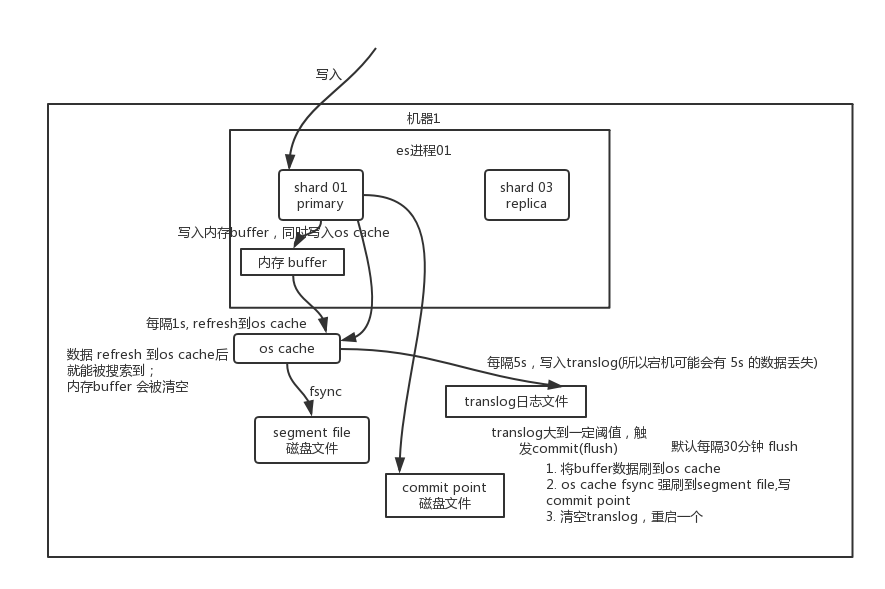 写入
机器1
es进程01
shard 01
primary
shard 03
replica
写入内存buffer，同时写入os cache
内存 buffer
每隔1s, refresh到os cache
os cache
数据 refresh 到os cache后
就能被搜索到；
内存buffer 会被清空
每隔5s，写入translog(所以宕机可能会有 5s 的数据丢失)
fsync
translog日志文件
segment file
磁盘文件
translog大到一定阈值，触
发commit(flush)
默认每隔30分钟 flush
1. 将buffer数据刷到os cache
2. os cache fsync 强刷到segment file,写
commit point
3. 清空translog，重启一个
commit point
磁盘文件